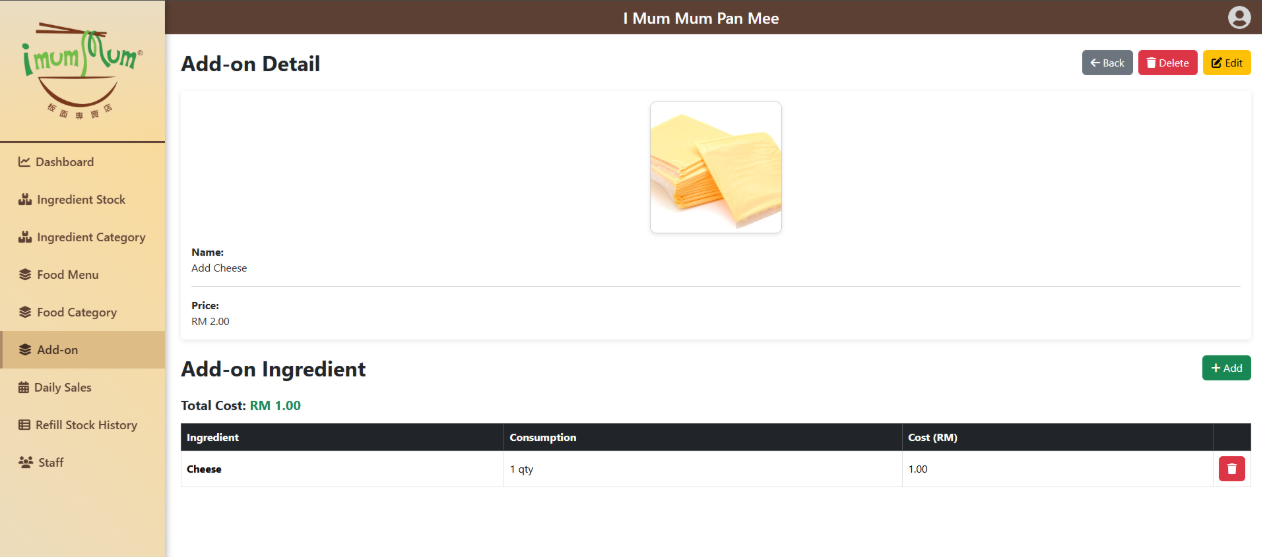 I Mum Mum Pan Mee
imum Mum®
板面專賣店
Dashboard
Ingredient Stock
Ingredient Category
Food Menu
Food Category
Add-on
Daily Sales
Refill Stock History
Staff
Add-on Detail
Back
Delete
Edit
Name:
Add Cheese
Price:
RM 2.00
Add-on Ingredient
Add
Total Cost: RM 1.00
Ingredient Consumption Cost (RM)
Cheese 1 qty 1.00